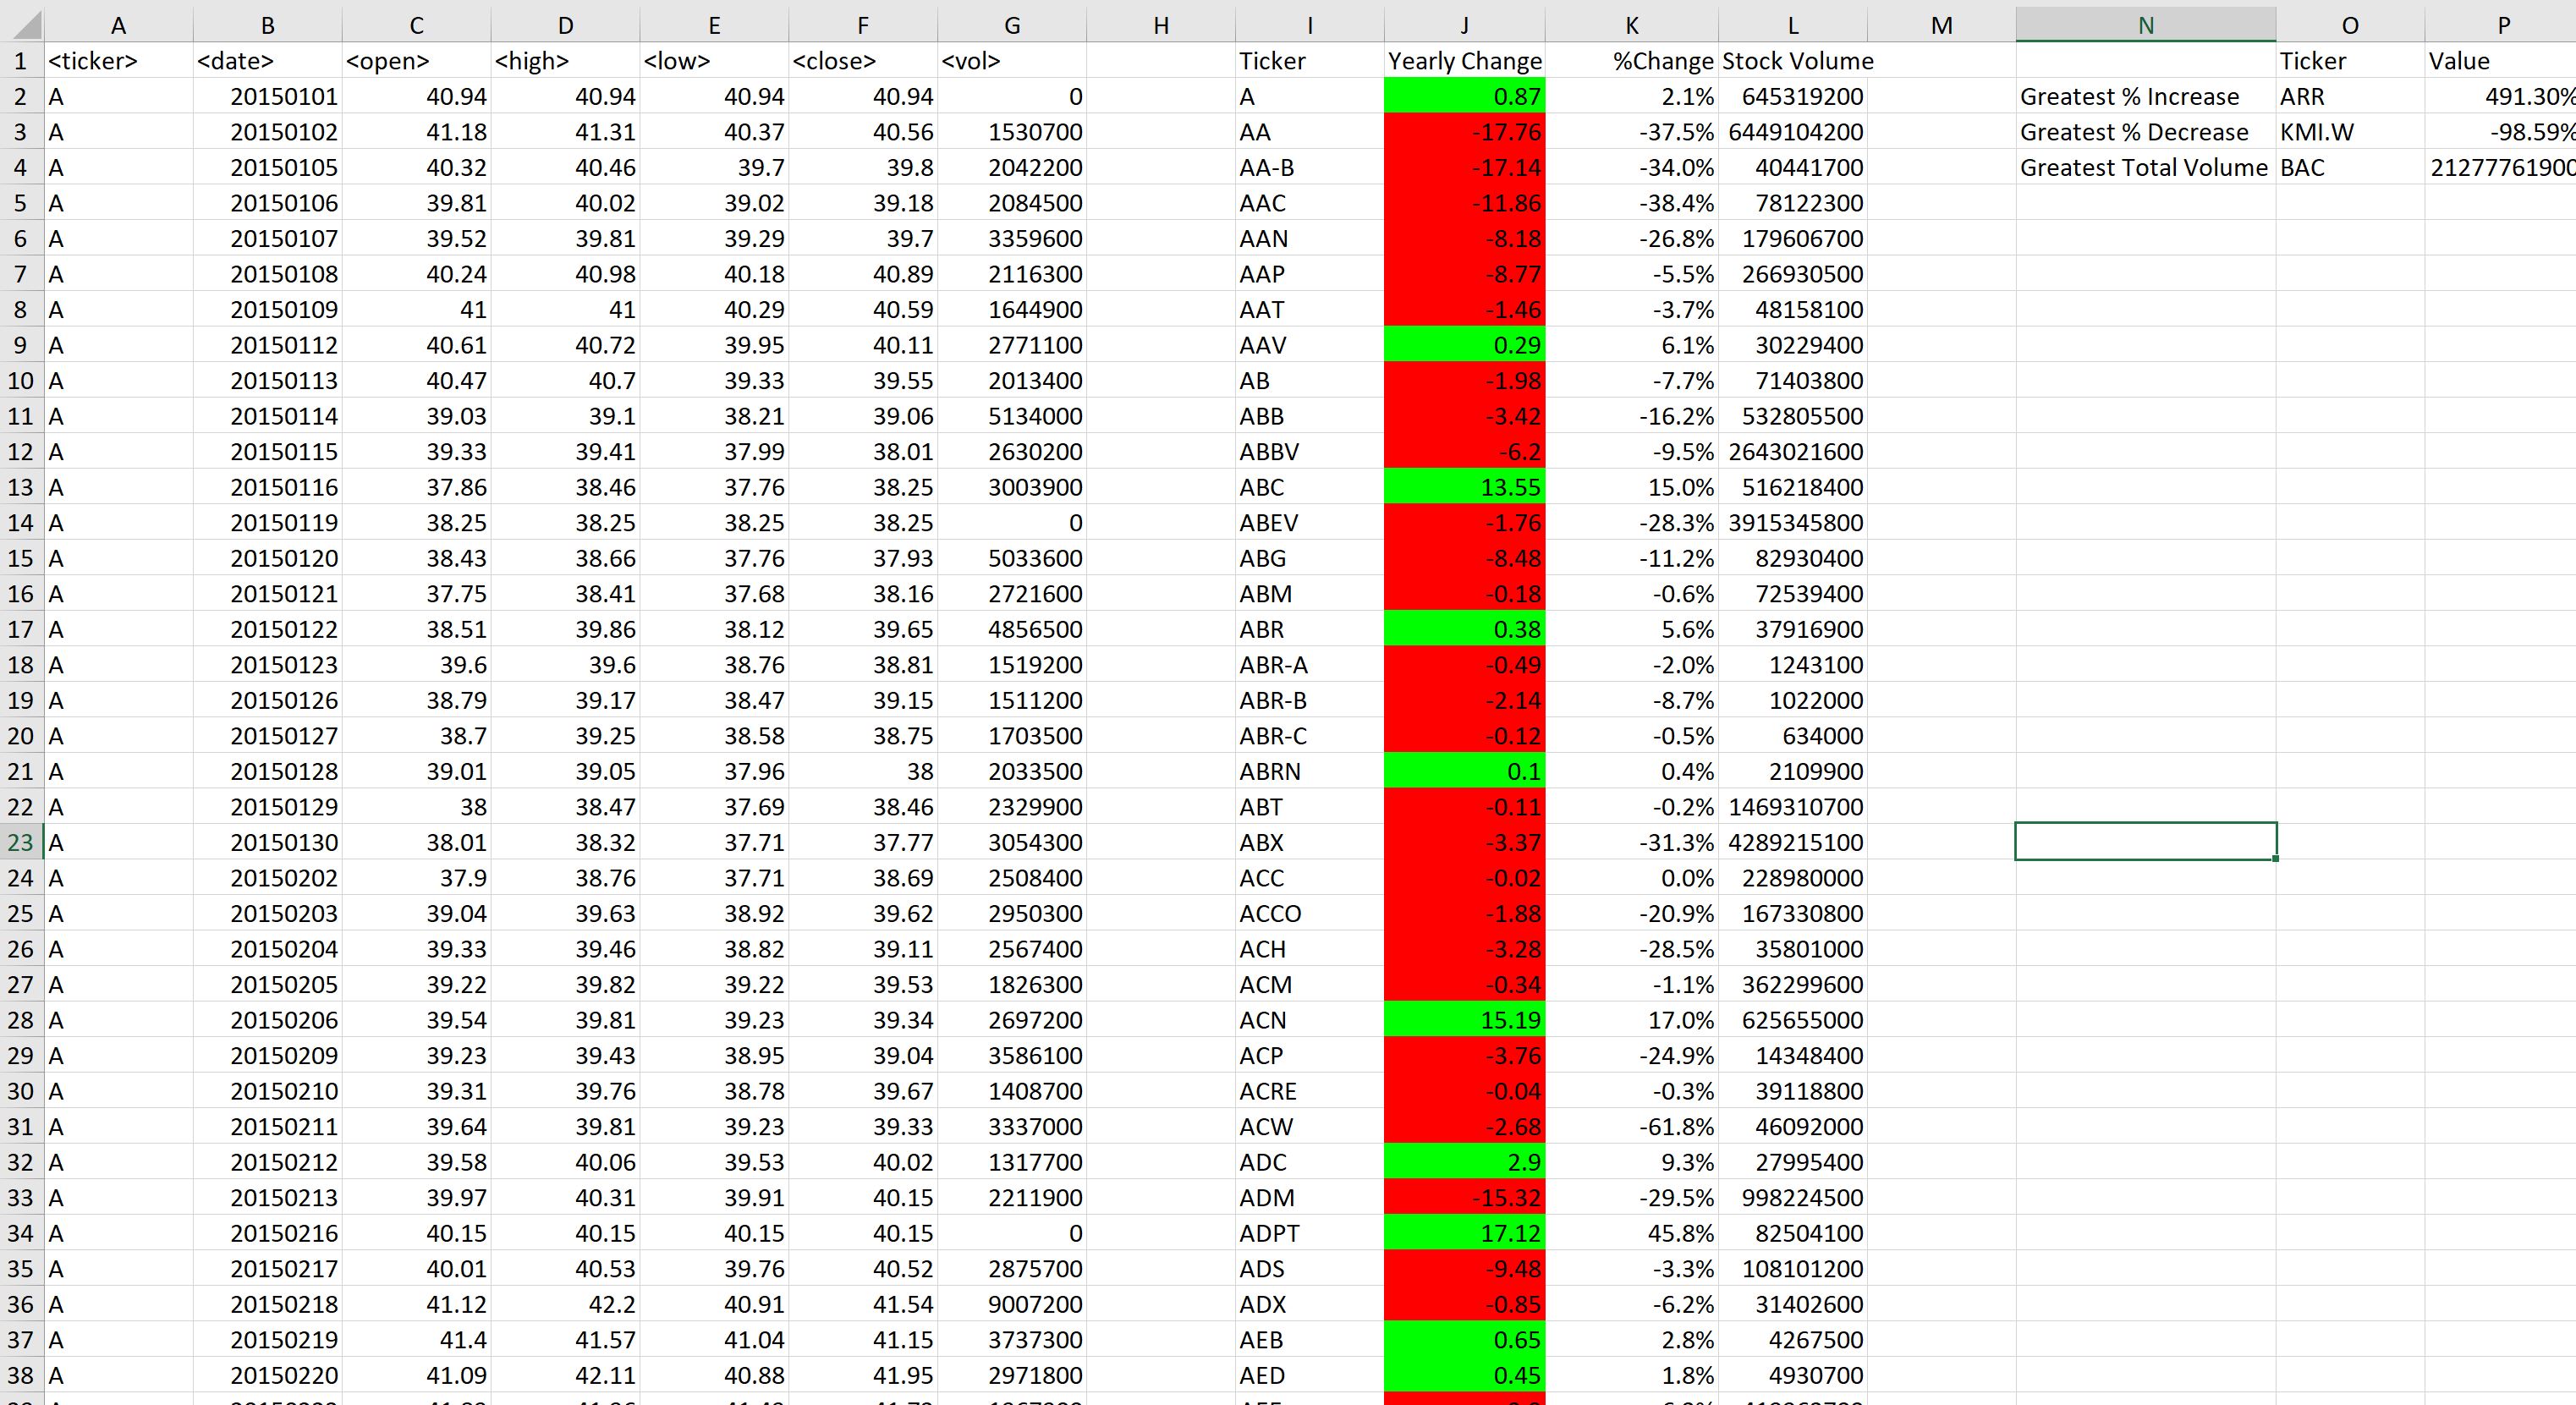 A B C D E F G H I J K L M N O P
1 <ticker> <date> <open> <high> <low> <close> <vol> Ticker Yearly Change %Change Stock Volume Ticker Value
2 A 20150101 40.94 40.94 40.94 40.94 0 A 0.87 2.1% 645319200 Greatest % Increase ARR 491.30%
3 A 20150102 41.18 41.31 40.37 40.56 1530700 AA -17.76 -37.5% 6449104200 Greatest % Decrease KMI.W -98.59%
4 A 20150105 40.32 40.46 39.7 39.8 2042200 AA-B -17.14 -34.0% 40441700 Greatest Total Volume BAC 21277761900
5 A 20150106 39.81 40.02 39.02 39.18 2084500 AAC -11.86 -38.4% 78122300
6 A 20150107 39.52 39.81 39.29 39.7 3359600 AAN -8.18 -26.8% 179606700
7 A 20150108 40.24 40.98 40.18 40.89 2116300 AAP -8.77 -5.5% 266930500
8 A 20150109 41 41 40.29 40.59 1644900 AAT -1.46 -3.7% 48158100
9 A 20150112 40.61 40.72 39.95 40.11 2771100 AAV 0.29 6.1% 30229400
10 A 20150113 40.47 40.7 39.33 39.55 2013400 AB -1.98 -7.7% 71403800
11 A 20150114 39.03 39.1 38.21 39.06 5134000 ABB -3.42 -16.2% 532805500
12 A 20150115 39.33 39.41 37.99 38.01 2630200 ABBV -6.2 -9.5% 2643021600
13 A 20150116 37.86 38.46 37.76 38.25 3003900 ABC 13.55 15.0% 516218400
14 A 20150119 38.25 38.25 38.25 38.25 0 ABEV -1.76 -28.3% 3915345800
15 A 20150120 38.43 38.66 37.76 37.93 5033600 ABG -8.48 -11.2% 82930400
16 A 20150121 37.75 38.41 37.68 38.16 2721600 ABM -0.18 -0.6% 72539400
17 A 20150122 38.51 39.86 38.12 39.65 4856500 ABR 0.38 5.6% 37916900
18 A 20150123 39.6 39.6 38.76 38.81 1519200 ABR-A -0.49 -2.0% 1243100
19 A 20150126 38.79 39.17 38.47 39.15 1511200 ABR-B -2.14 -8.7% 1022000
20 A 20150127 38.7 39.25 38.58 38.75 1703500 ABR-C -0.12 -0.5% 634000
21 A 20150128 39.01 39.05 37.96 38 2033500 ABRN 0.1 0.4% 2109900
22 A 20150129 38 38.47 37.69 38.46 2329900 ABT -0.11 -0.2% 1469310700
23 A 20150130 38.01 38.32 37.71 37.77 3054300 ABX -3.37 -31.3% 4289215100
24 A 20150202 37.9 38.76 37.71 38.69 2508400 ACC -0.02 0.0% 228980000
25 A 20150203 39.04 39.63 38.92 39.62 2950300 ACCO -1.88 -20.9% 167330800
26 A 20150204 39.33 39.46 38.82 39.11 2567400 ACH -3.28 -28.5% 35801000
27 A 20150205 39.22 39.82 39.22 39.53 1826300 ACM -0.34 -1.1% 362299600
28 A 20150206 39.54 39.81 39.23 39.34 2697200 ACN 15.19 17.0% 625655000
29 A 20150209 39.23 39.43 38.95 39.04 3586100 ACP -3.76 -24.9% 14348400
30 A 20150210 39.31 39.76 38.78 39.67 1408700 ACRE -0.04 -0.3% 39118800
31 A 20150211 39.64 39.81 39.23 39.33 3337000 ACW -2.68 -61.8% 46092000
32 A 20150212 39.58 40.06 39.53 40.02 1317700 ADC 2.9 9.3% 27995400
33 A 20150213 39.97 40.31 39.91 40.15 2211900 ADM -15.32 -29.5% 998224500
34 A 20150216 40.15 40.15 40.15 40.15 0 ADPT 17.12 45.8% 82504100
35 A 20150217 40.01 40.53 39.76 40.52 2875700 ADS -9.48 -3.3% 108101200
36 A 20150218 41.12 42.2 40.91 41.54 9007200 ADX -0.85 -6.2% 31402600
37 A 20150219 41.4 41.57 41.04 41.15 3737300 AEB 0.65 2.8% 4267500
38 A 20150220 41.09 42.11 40.88 41.95 2971800 AED 0.45 1.8% 4930700